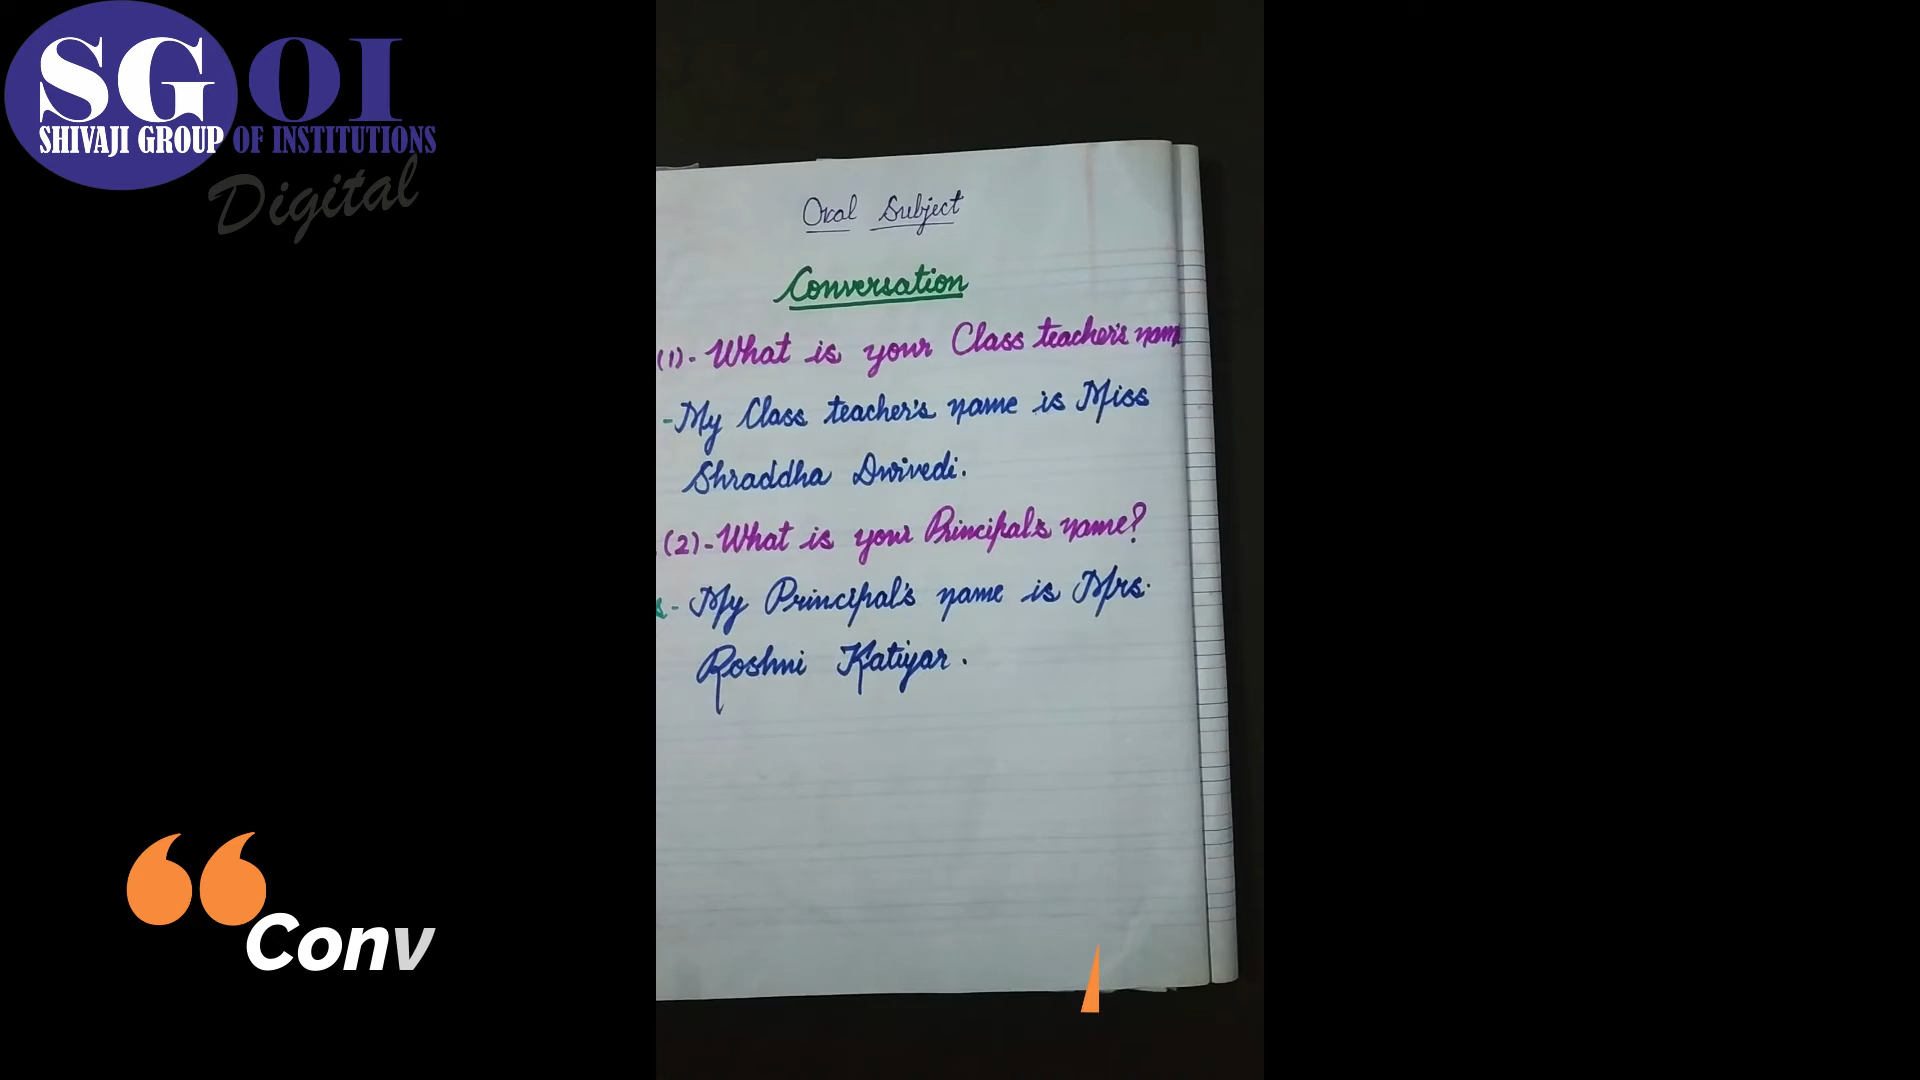 SGOI
SHIVAJI GROUP OF INSTITUTIONS
Digital
Oral Subject
Conversation
(1)- What is your Class teacher's name
-My Class teacher's name is Miss
Shraddha Dwivedi.
(2)-What is your Principal's name?
s- My Principal's name is Mrs.
Roshni Katiyar.
Conv